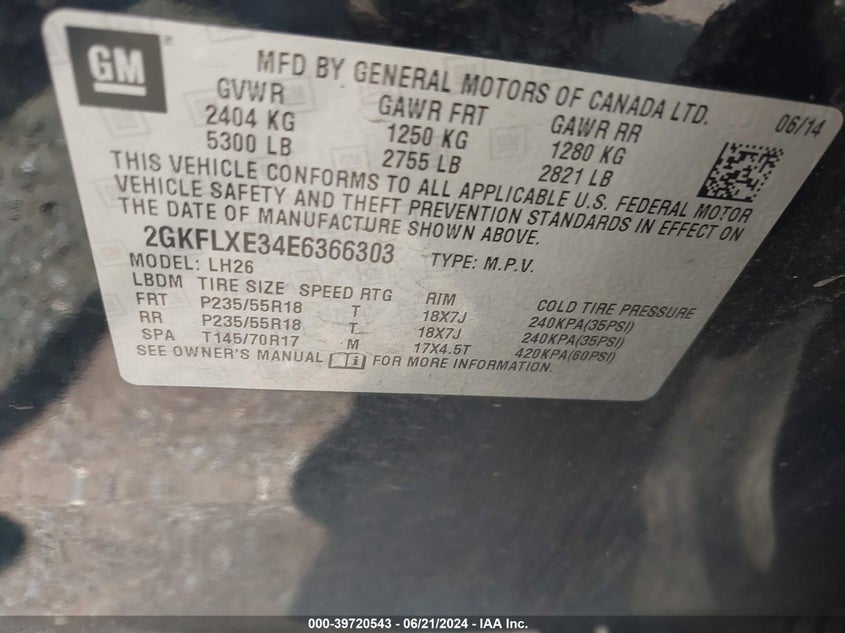 GM
MFD BY GENERAL MOTORS OF CANADA LTD.
06/14
GVWR GAWR FRT GAWR RR
2404 KG 1250 KG 1280 KG
5300 LB 2755 LB 2821 LB
THIS VEHICLE CONFORMS TO ALL APPLICABLE U.S. FEDERAL MOTOR
VEHICLE SAFETY AND THEFT PREVENTION STANDARDS IN EFFECT ON
THE DATE OF MANUFACTURE SHOWN ABOVE.
2GKFLXE34E6366303 TYPE: M.P.V.
MODEL: LH26
LBDM TIRE SIZE SPEED RTG RIM COLD TIRE PRESSURE
FRT P235/55R18 T 18X7J 240KPA(35PSI)
RR P235/55R18 T 18X7J 240KPA(35PSI)
SPA T145/70R17 M 17X4.5T 420KPA(60PSI)
SEE OWNER'S MANUAL FOR MORE INFORMATION.
000-39720543 - 06/21/2024 - IAA Inc.